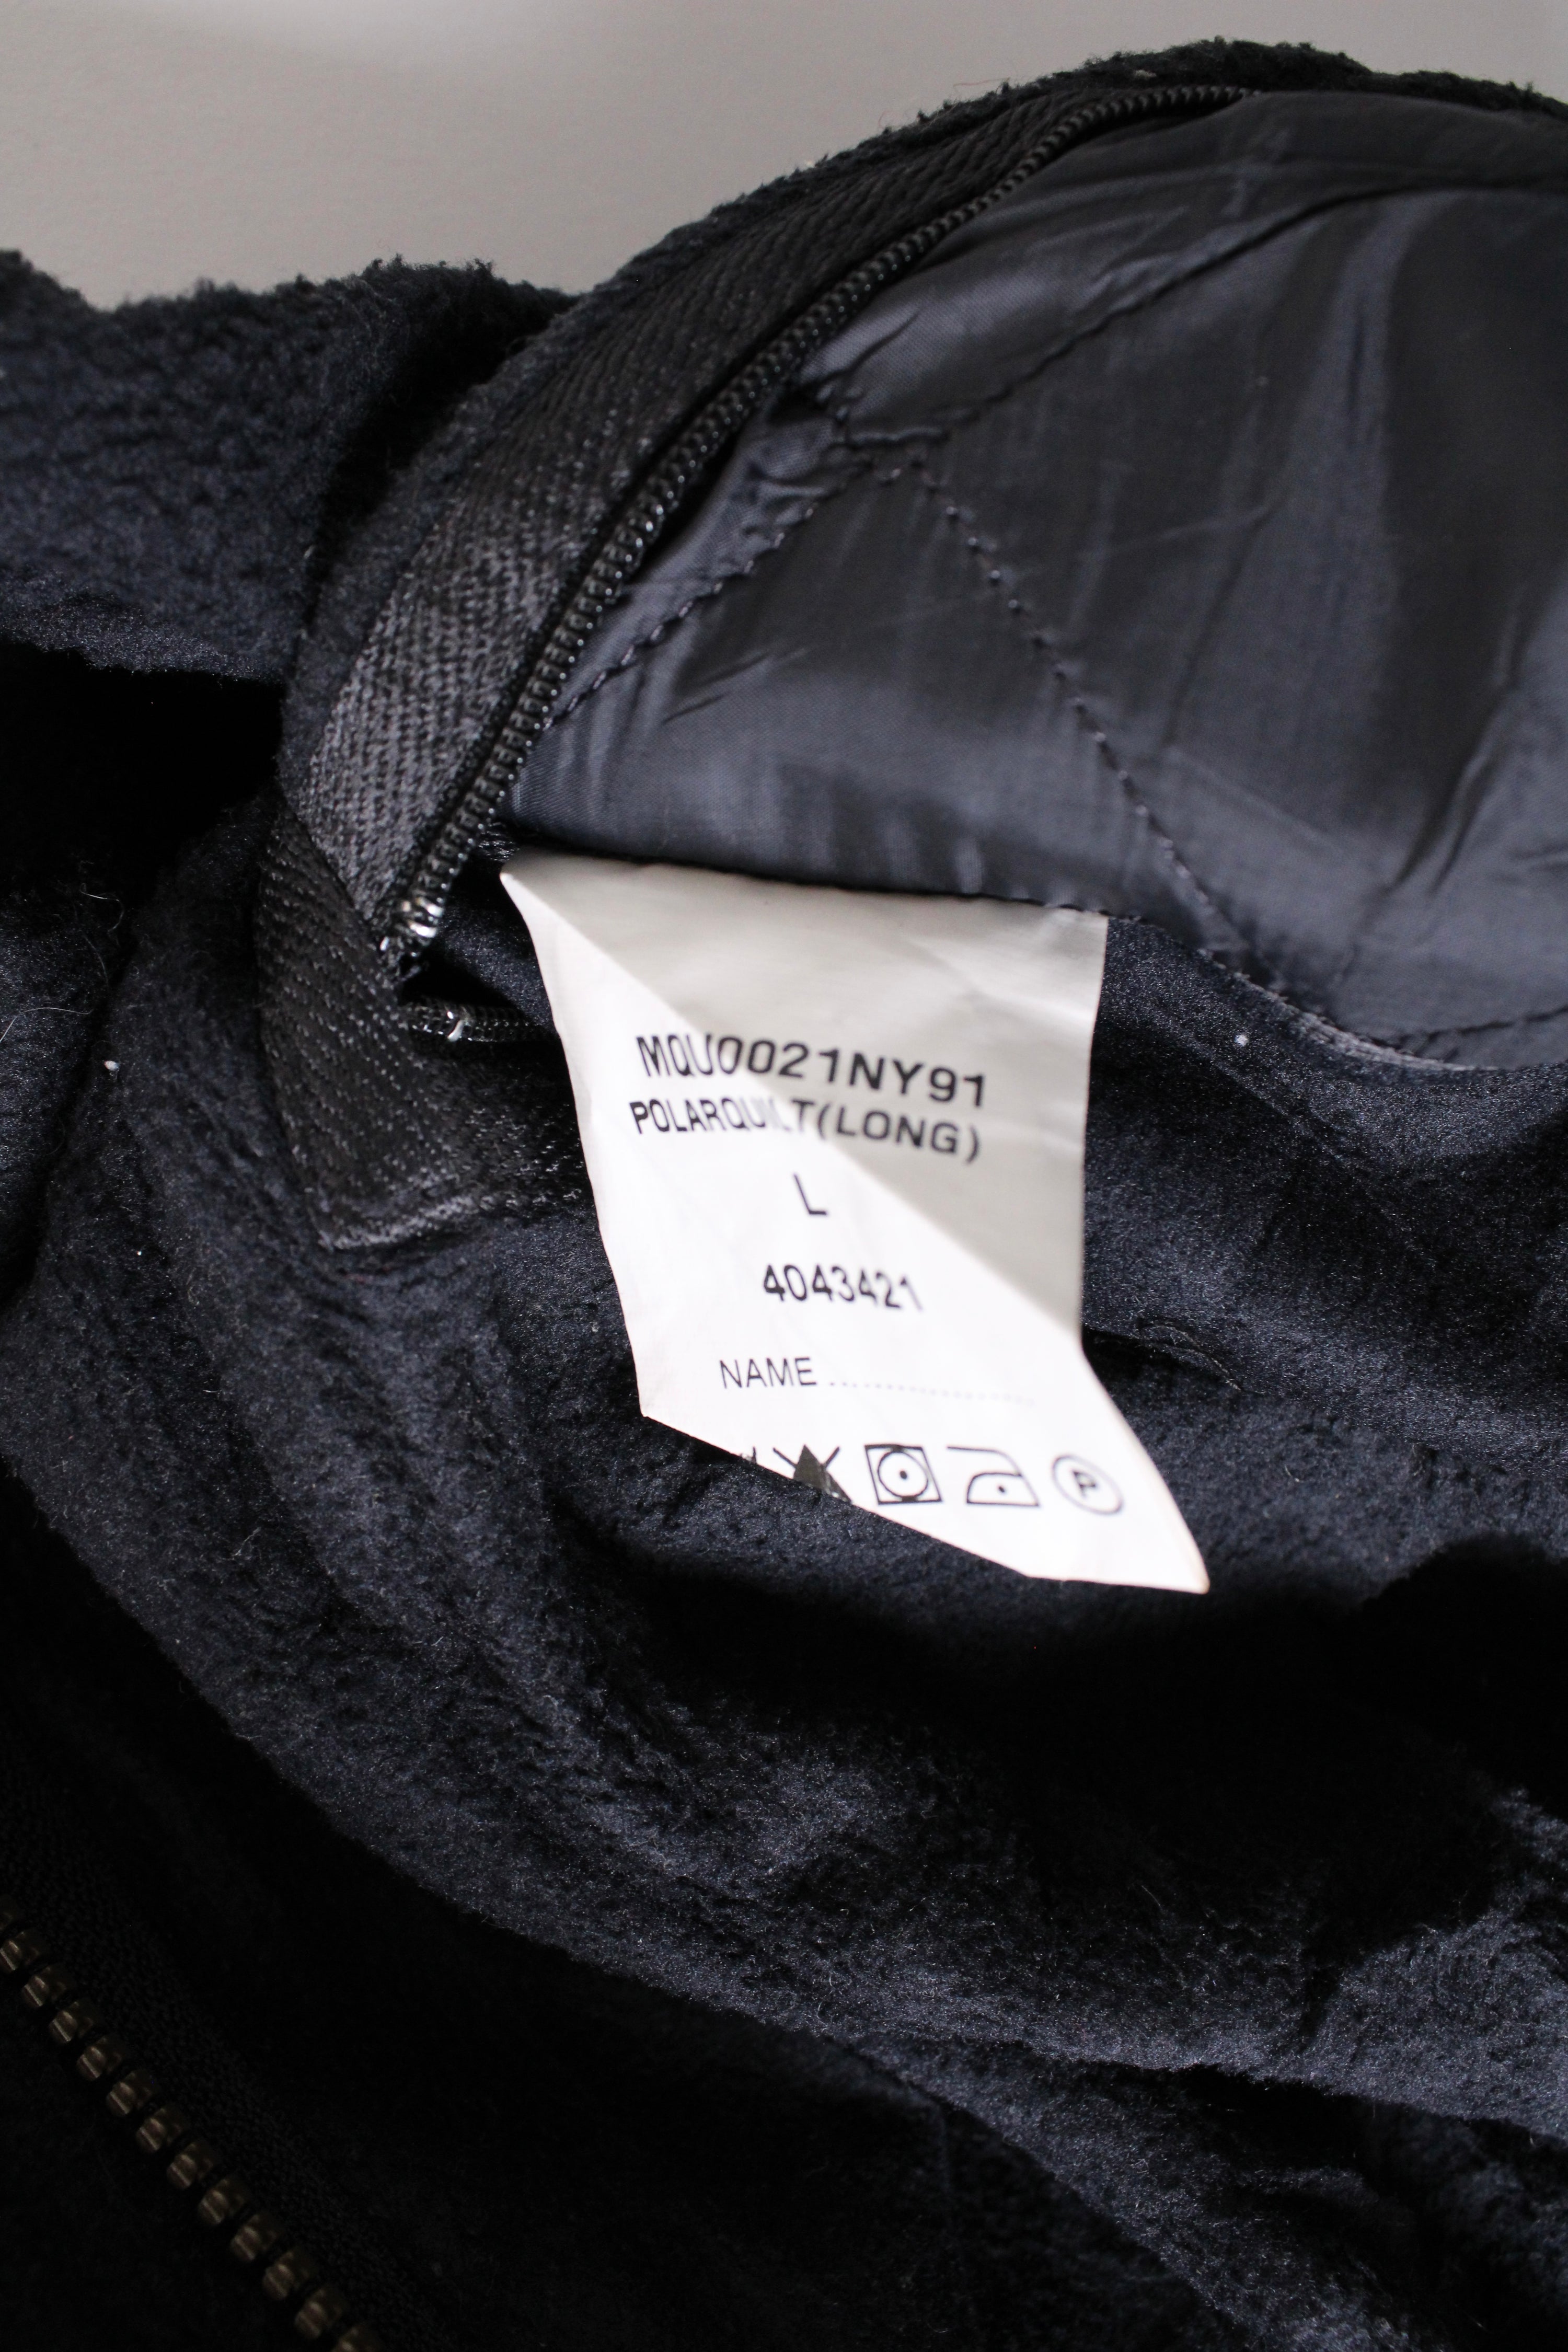 MQU0021NY91
POLARQUILT(LONG)
L
4043421
NAME ........................
P